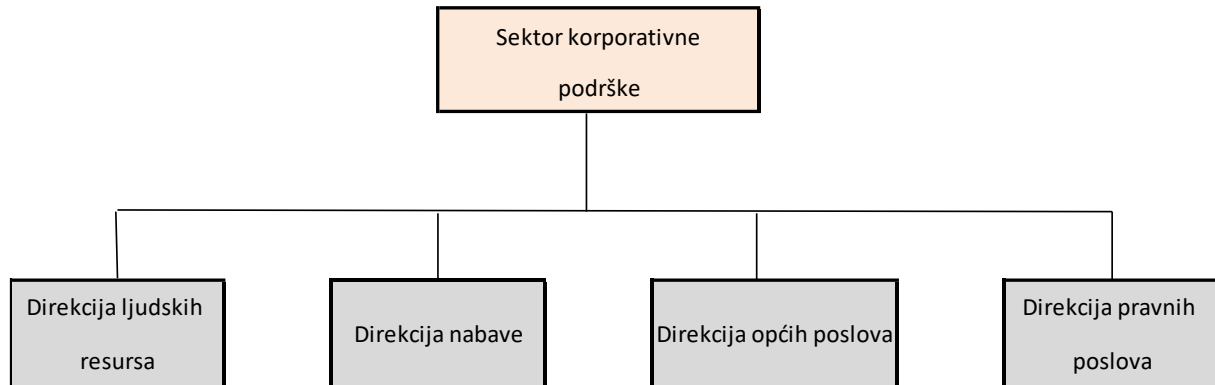 Sektor korporativne
podrške
Direkcija ljudskih
resursa
Direkcija nabave
Direkcija općih poslova
Direkcija pravnih
poslova